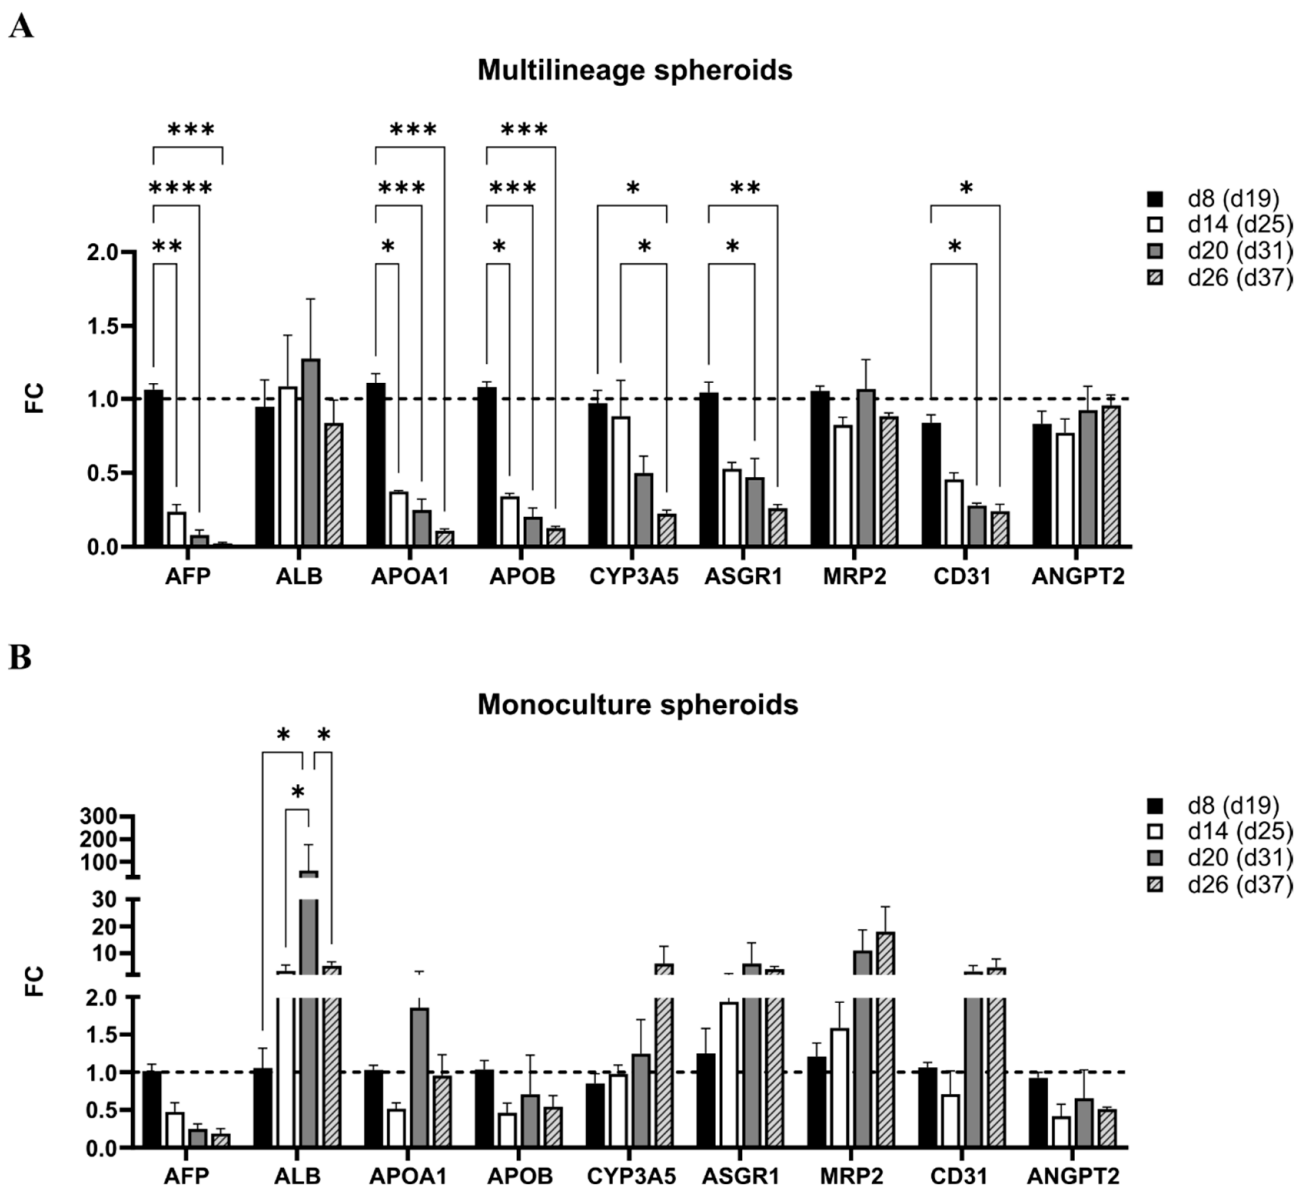 A
Multilineage spheroids
*** *** ***
**** *** *** * ** *
** * * * * *
d8 (d19)
d14 (d25)
d20 (d31)
d26 (d37)
FC
2.0
1.5
1.0
0.5
0.0
AFP ALB APOA1 APOB CYP3A5 ASGR1 MRP2 CD31 ANGPT2
B
Monoculture spheroids
* *
*
d8 (d19)
d14 (d25)
d20 (d31)
d26 (d37)
FC
300
200
100
30
20
10
2.0
1.5
1.0
0.5
0.0
AFP ALB APOA1 APOB CYP3A5 ASGR1 MRP2 CD31 ANGPT2